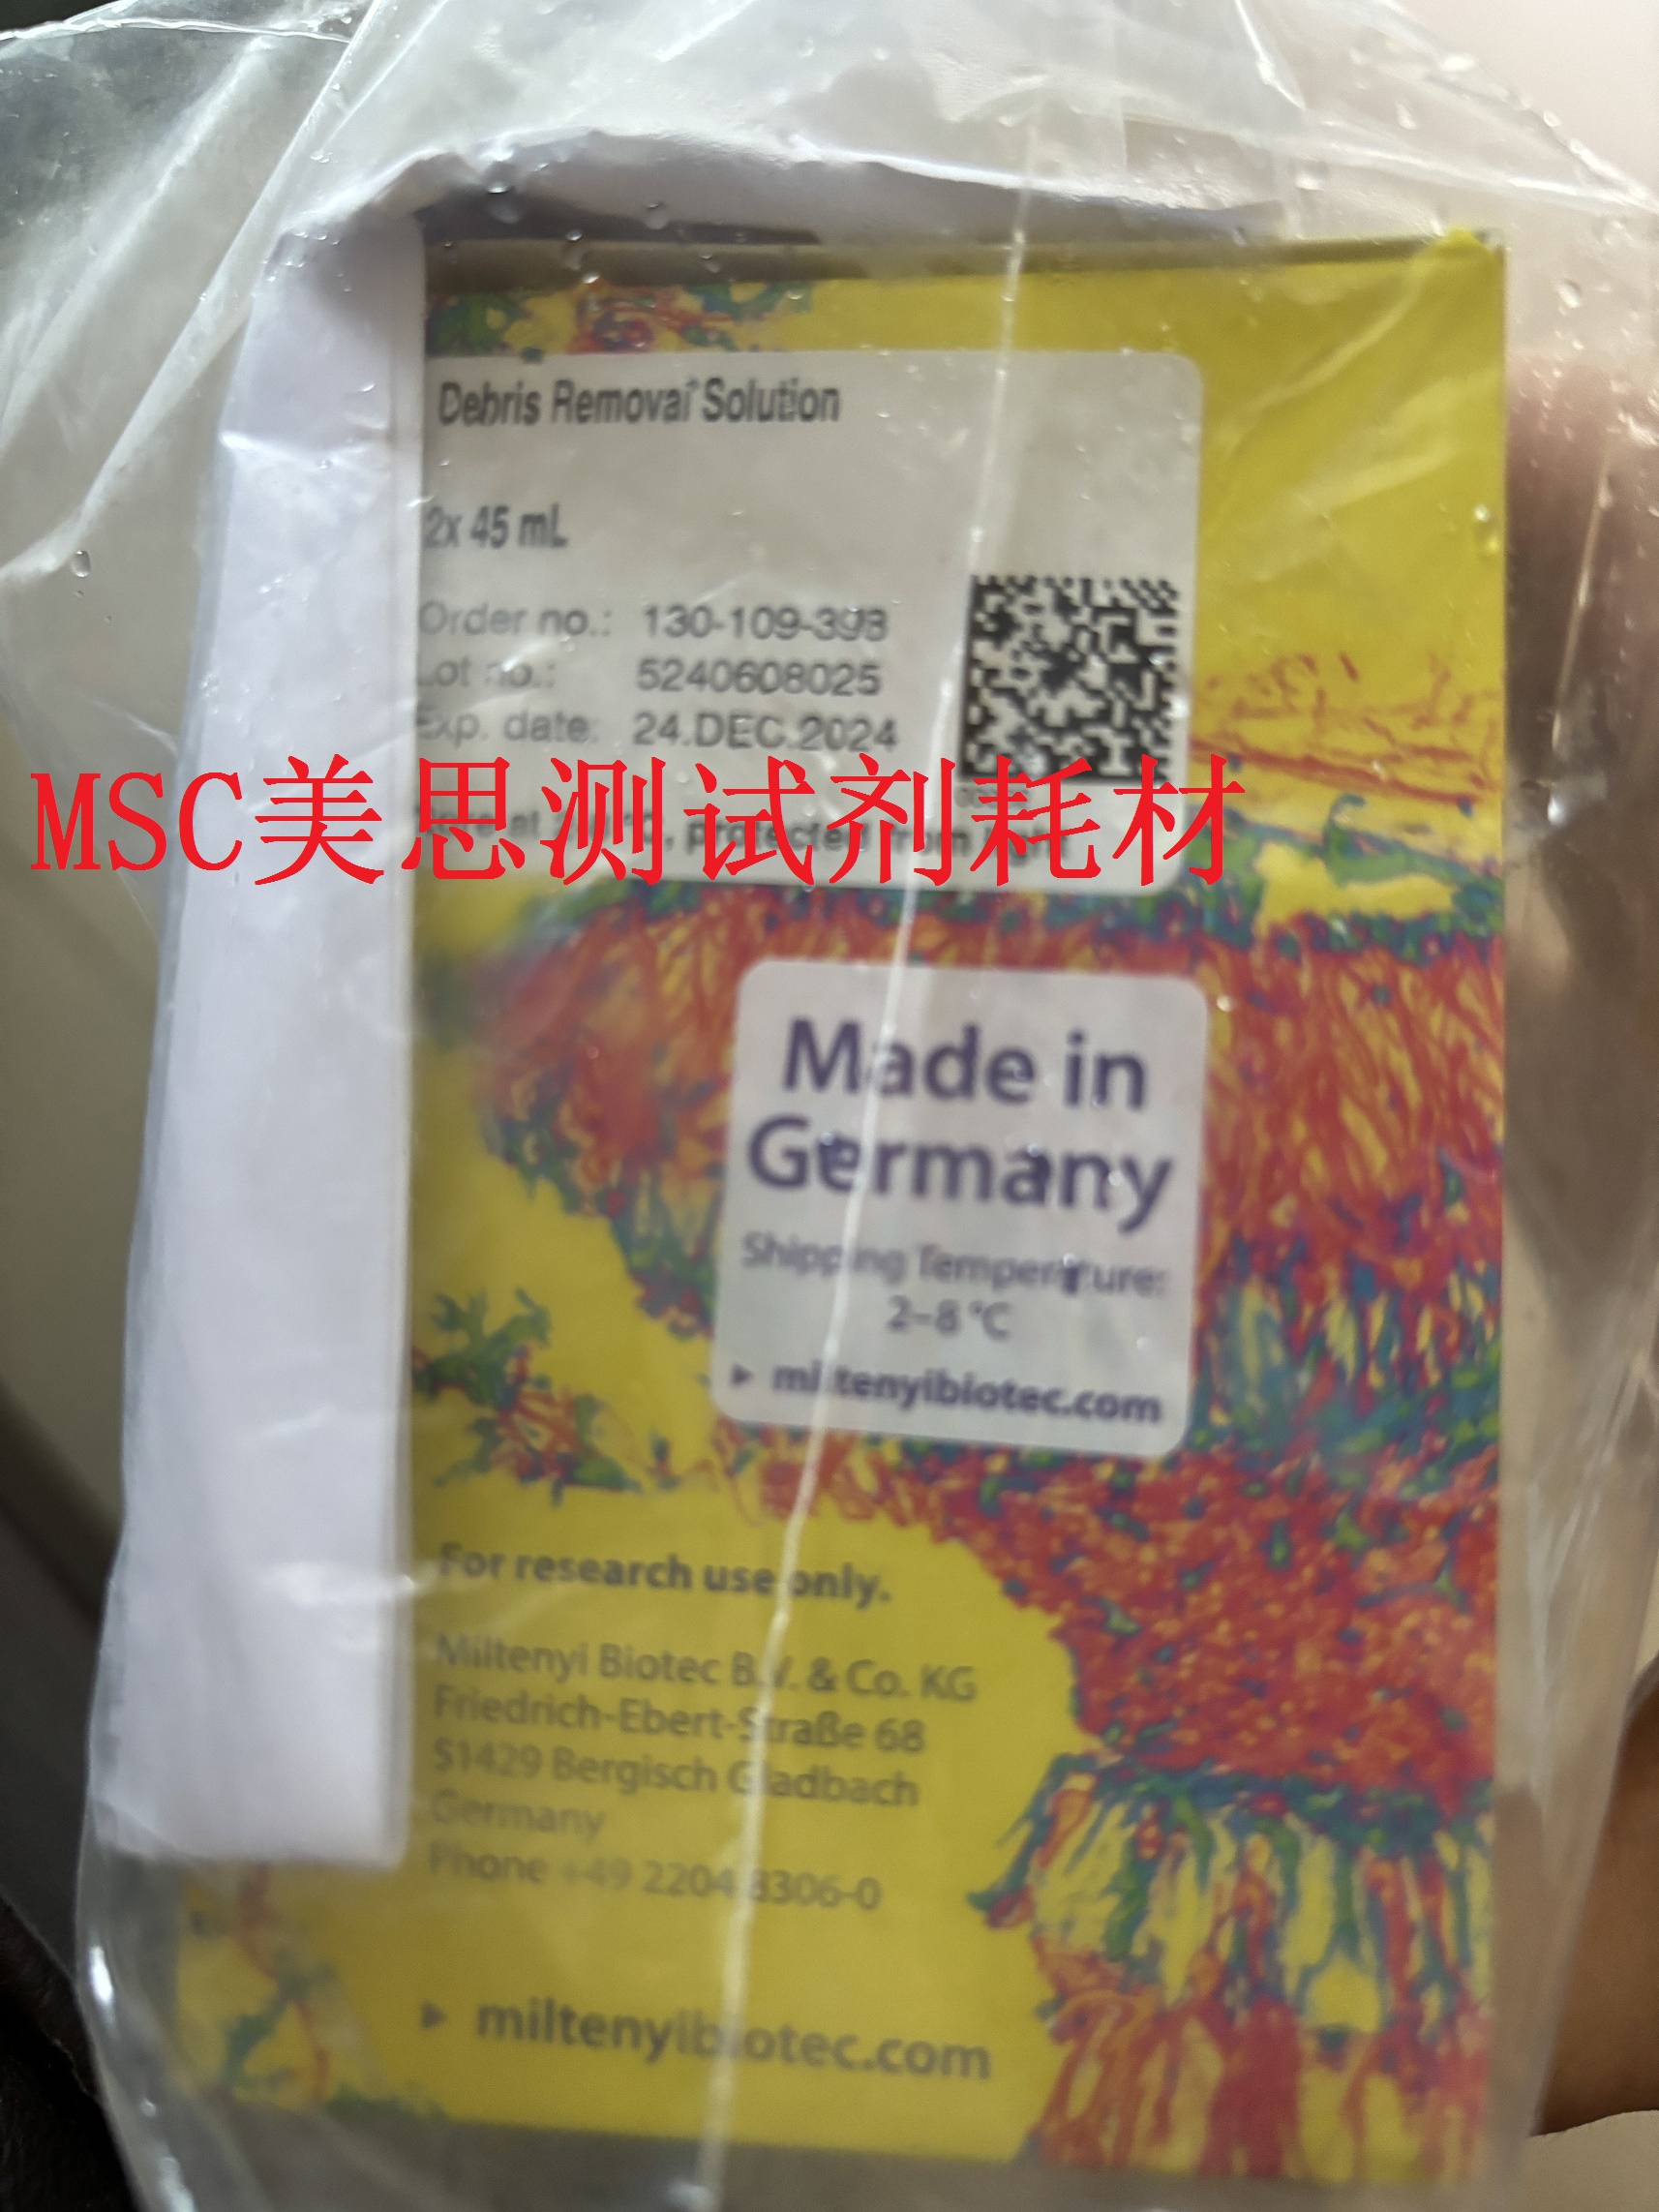 Debris Removal Solution
2x 45 mL
Order no.: 130-109-398
Lot no.: 5240608025
Exp. date: 24.DEC.2024
MSC美思测试剂耗材
protected from light
Made in
Germany
Shipping Temperature:
2–8 °C
► miltenyibiotec.com
For research use only.
Miltenyi Biotec B.V. & Co. KG
Friedrich-Ebert-Straße 68
51429 Bergisch Gladbach
Germany
Phone +49 2204 8306-0
► miltenyibiotec.com